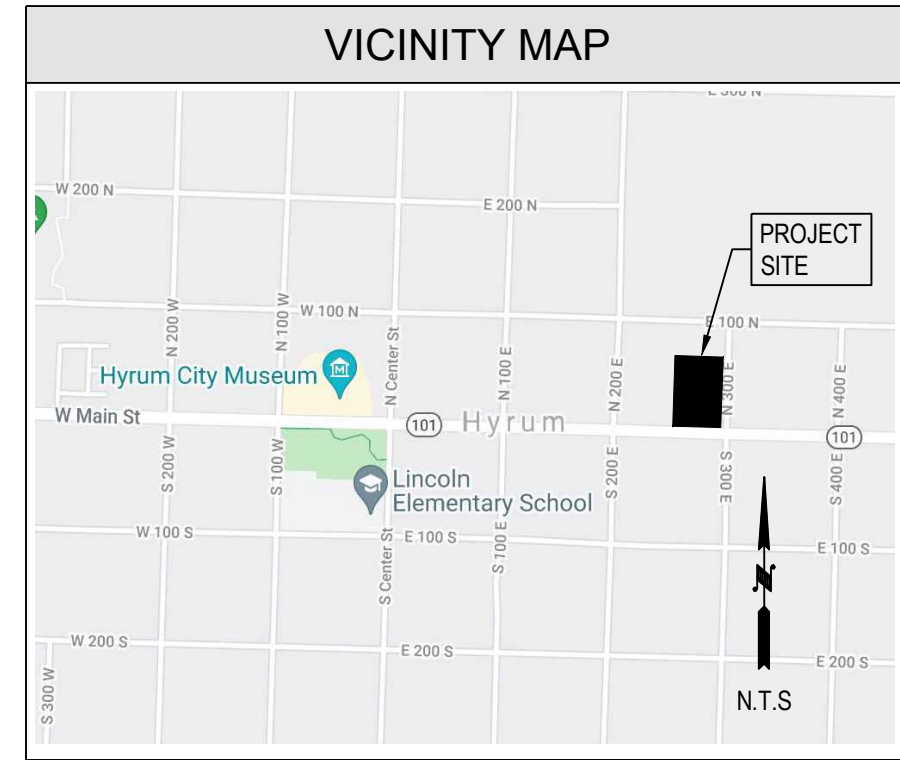 VICINITY MAP
E 300 N
W 200 N
E 200 N
PROJECT
SITE
W 100 N
E 100 N
N 200 W
N 100 W
N Center St
N 100 E
N 200 E
N 300 E
N 400 E
Hyrum City Museum
W Main St
101
Hyrum
101
S 200 W
S 100 W
Lincoln
Elementary School
S 100 E
S 200 E
S 300 E
S 400 E
W 100 S
S Center St
E 100 S
E 100 S
N
W 200 S
E 200 S
E 200 S
S 300 W
N.T.S